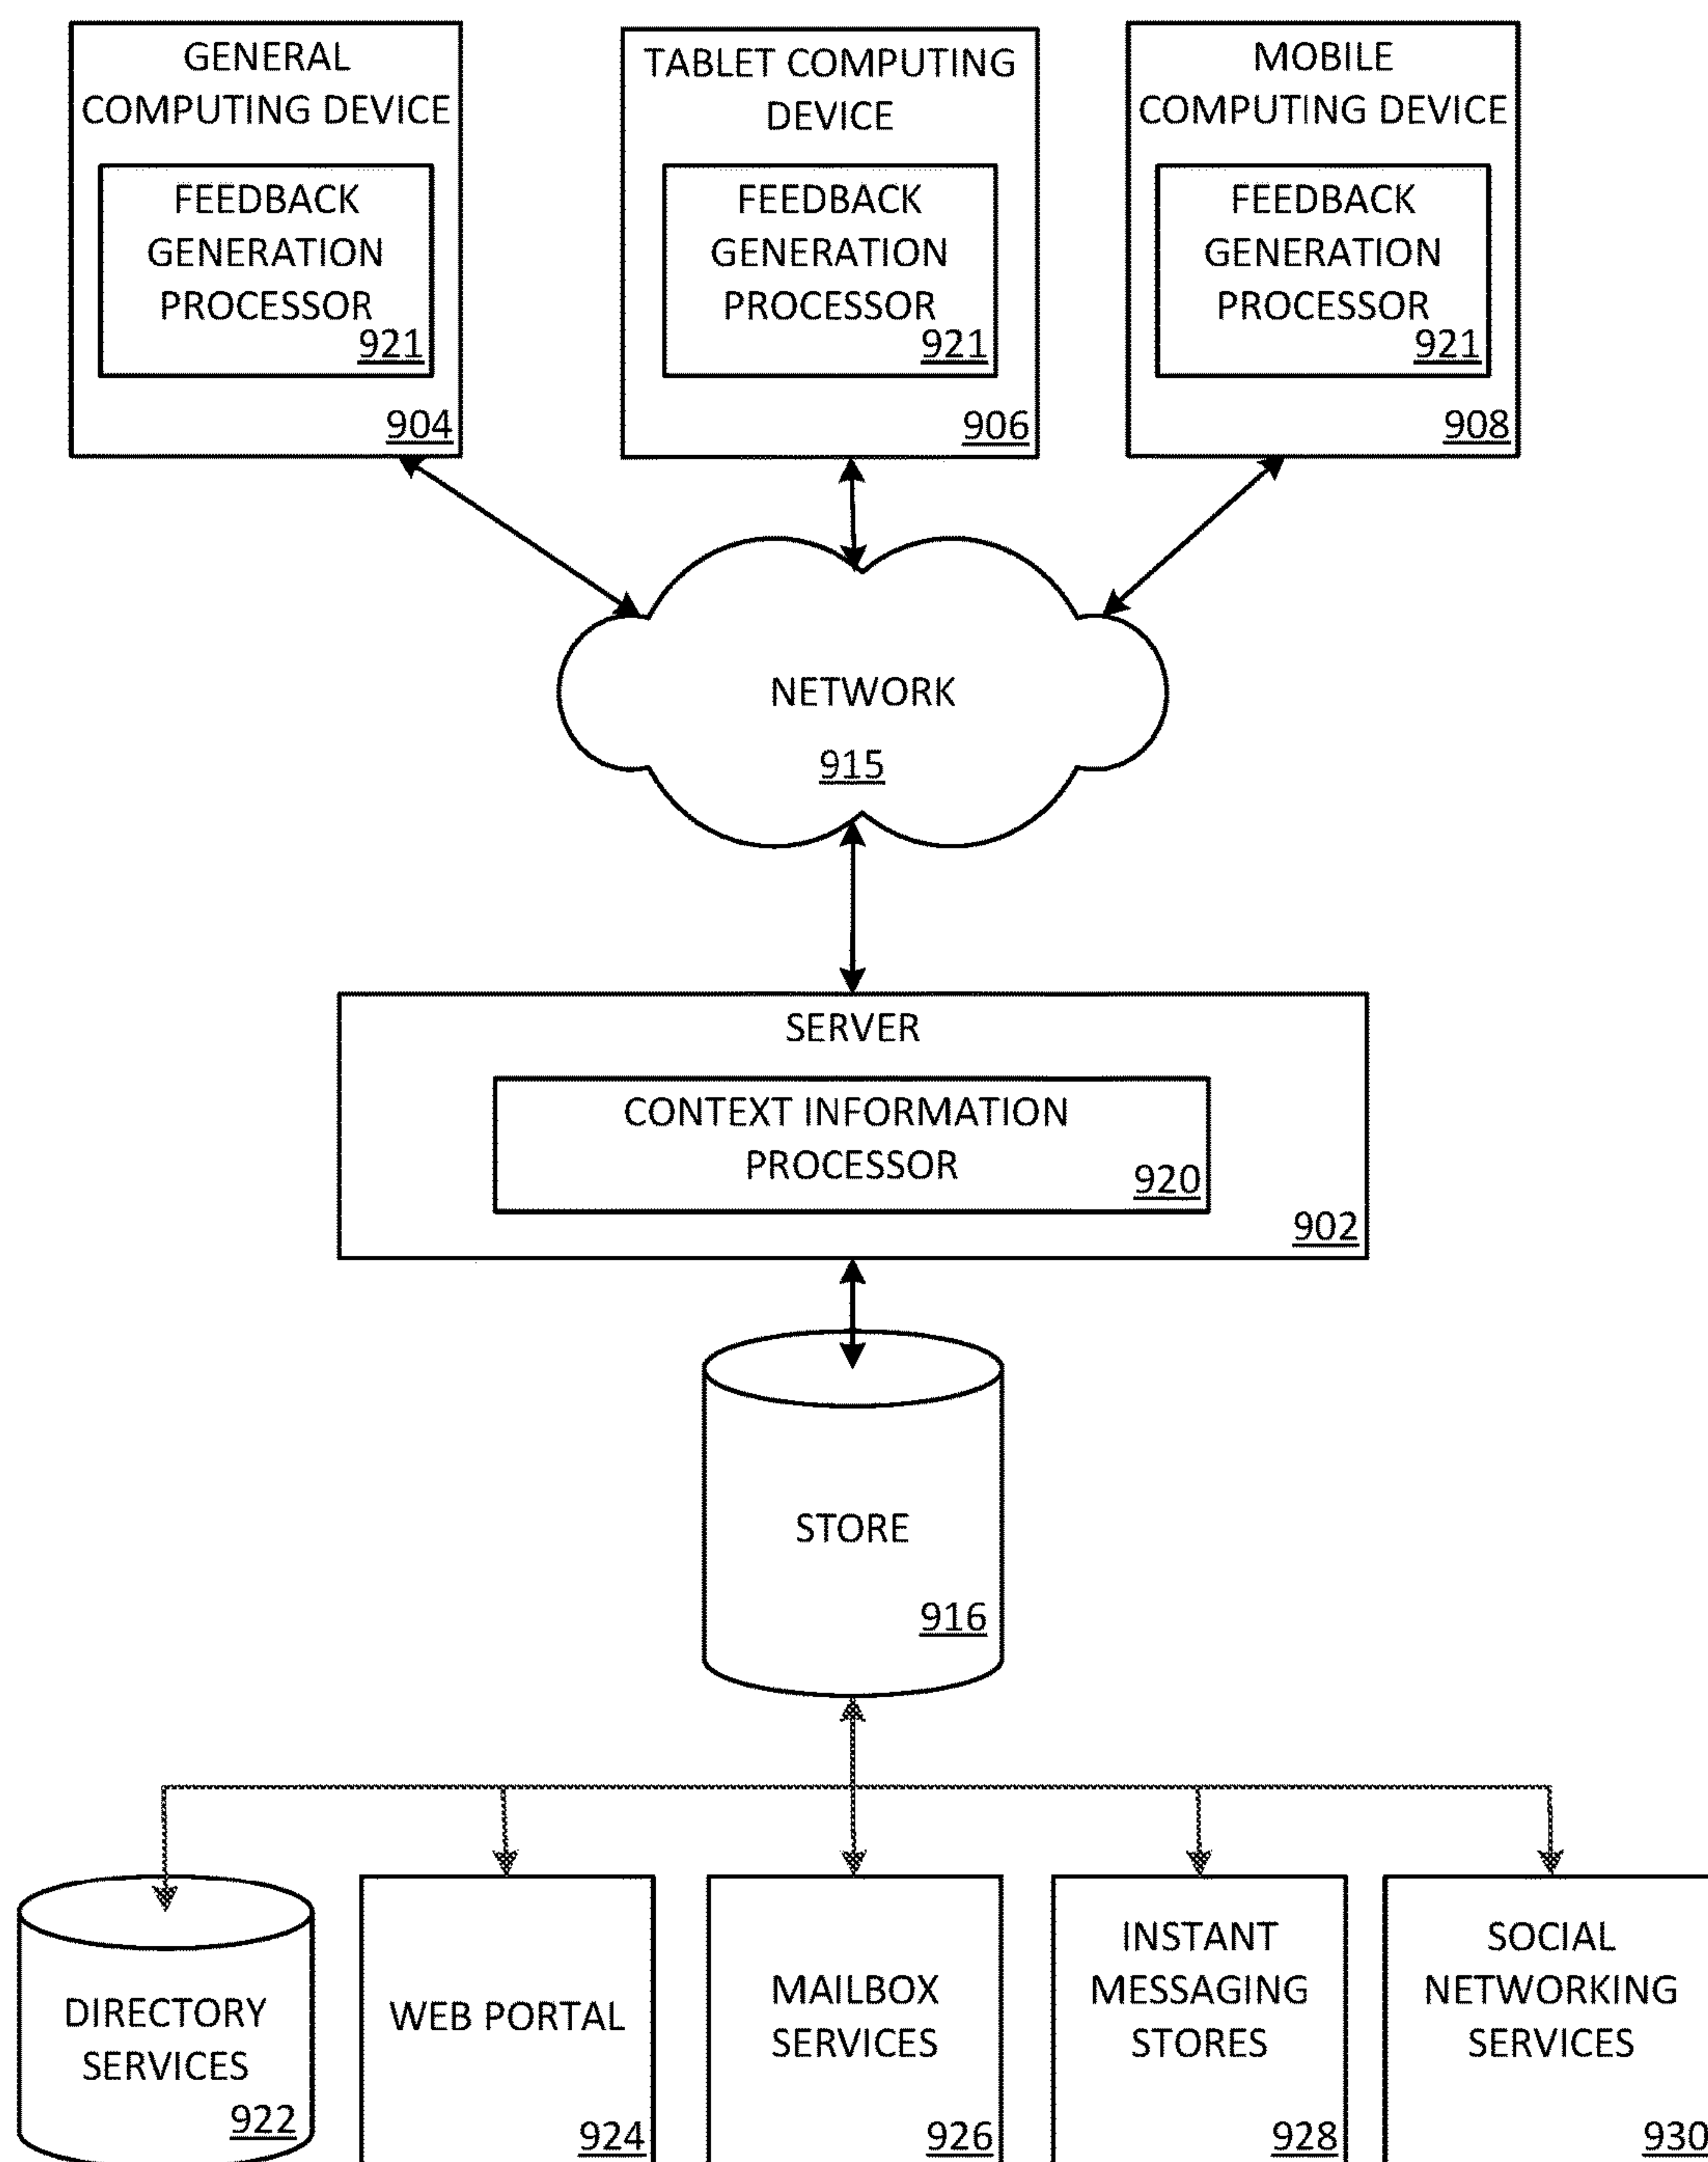 GENERAL
COMPUTING DEVICE
FEEDBACK
GENERATION
PROCESSOR
921
904
TABLET COMPUTING
DEVICE
FEEDBACK
GENERATION
PROCESSOR
921
906
MOBILE
COMPUTING DEVICE
FEEDBACK
GENERATION
PROCESSOR
921
908
NETWORK
915
SERVER
CONTEXT INFORMATION
PROCESSOR
920
902
STORE
916
DIRECTORY
SERVICES
922
WEB PORTAL
924
MAILBOX
SERVICES
926
INSTANT
MESSAGING
STORES
928
SOCIAL
NETWORKING
SERVICES
930